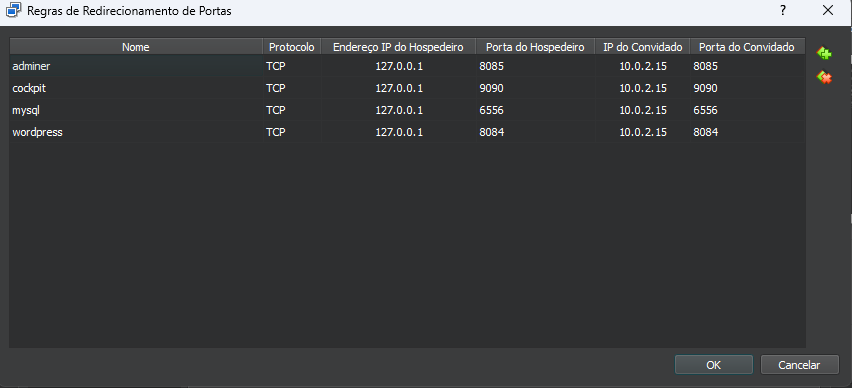 Regras de Redirecionamento de Portas ?
Nome Protocolo Endereço IP do Hospedeiro Porta do Hospedeiro IP do Convidado Porta do Convidado
adminer TCP 127.0.0.1 8085 10.0.2.15 8085
cockpit TCP 127.0.0.1 9090 10.0.2.15 9090
mysql TCP 127.0.0.1 6556 10.0.2.15 6556
wordpress TCP 127.0.0.1 8084 10.0.2.15 8084
OK Cancelar